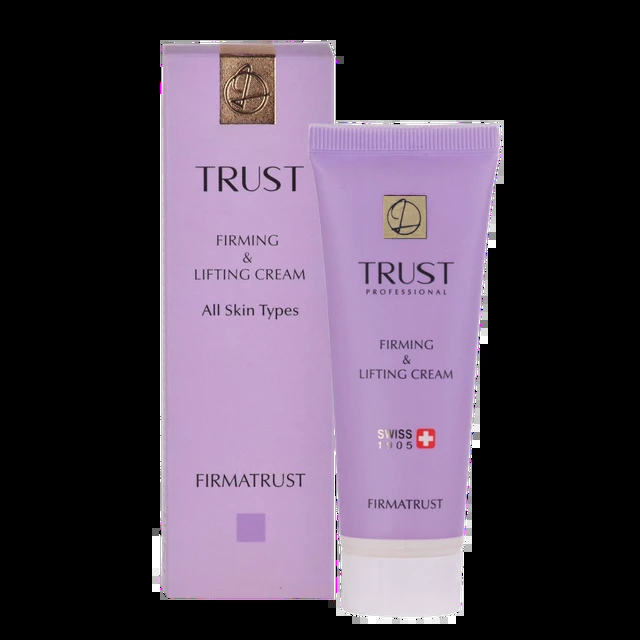 TRUST
FIRMING
&
LIFTING CREAM
All Skin Types
FIRMATRUST
TRUST
PROFESSIONAL
FIRMING
&
LIFTING CREAM
SWISS
1905
FIRMATRUST